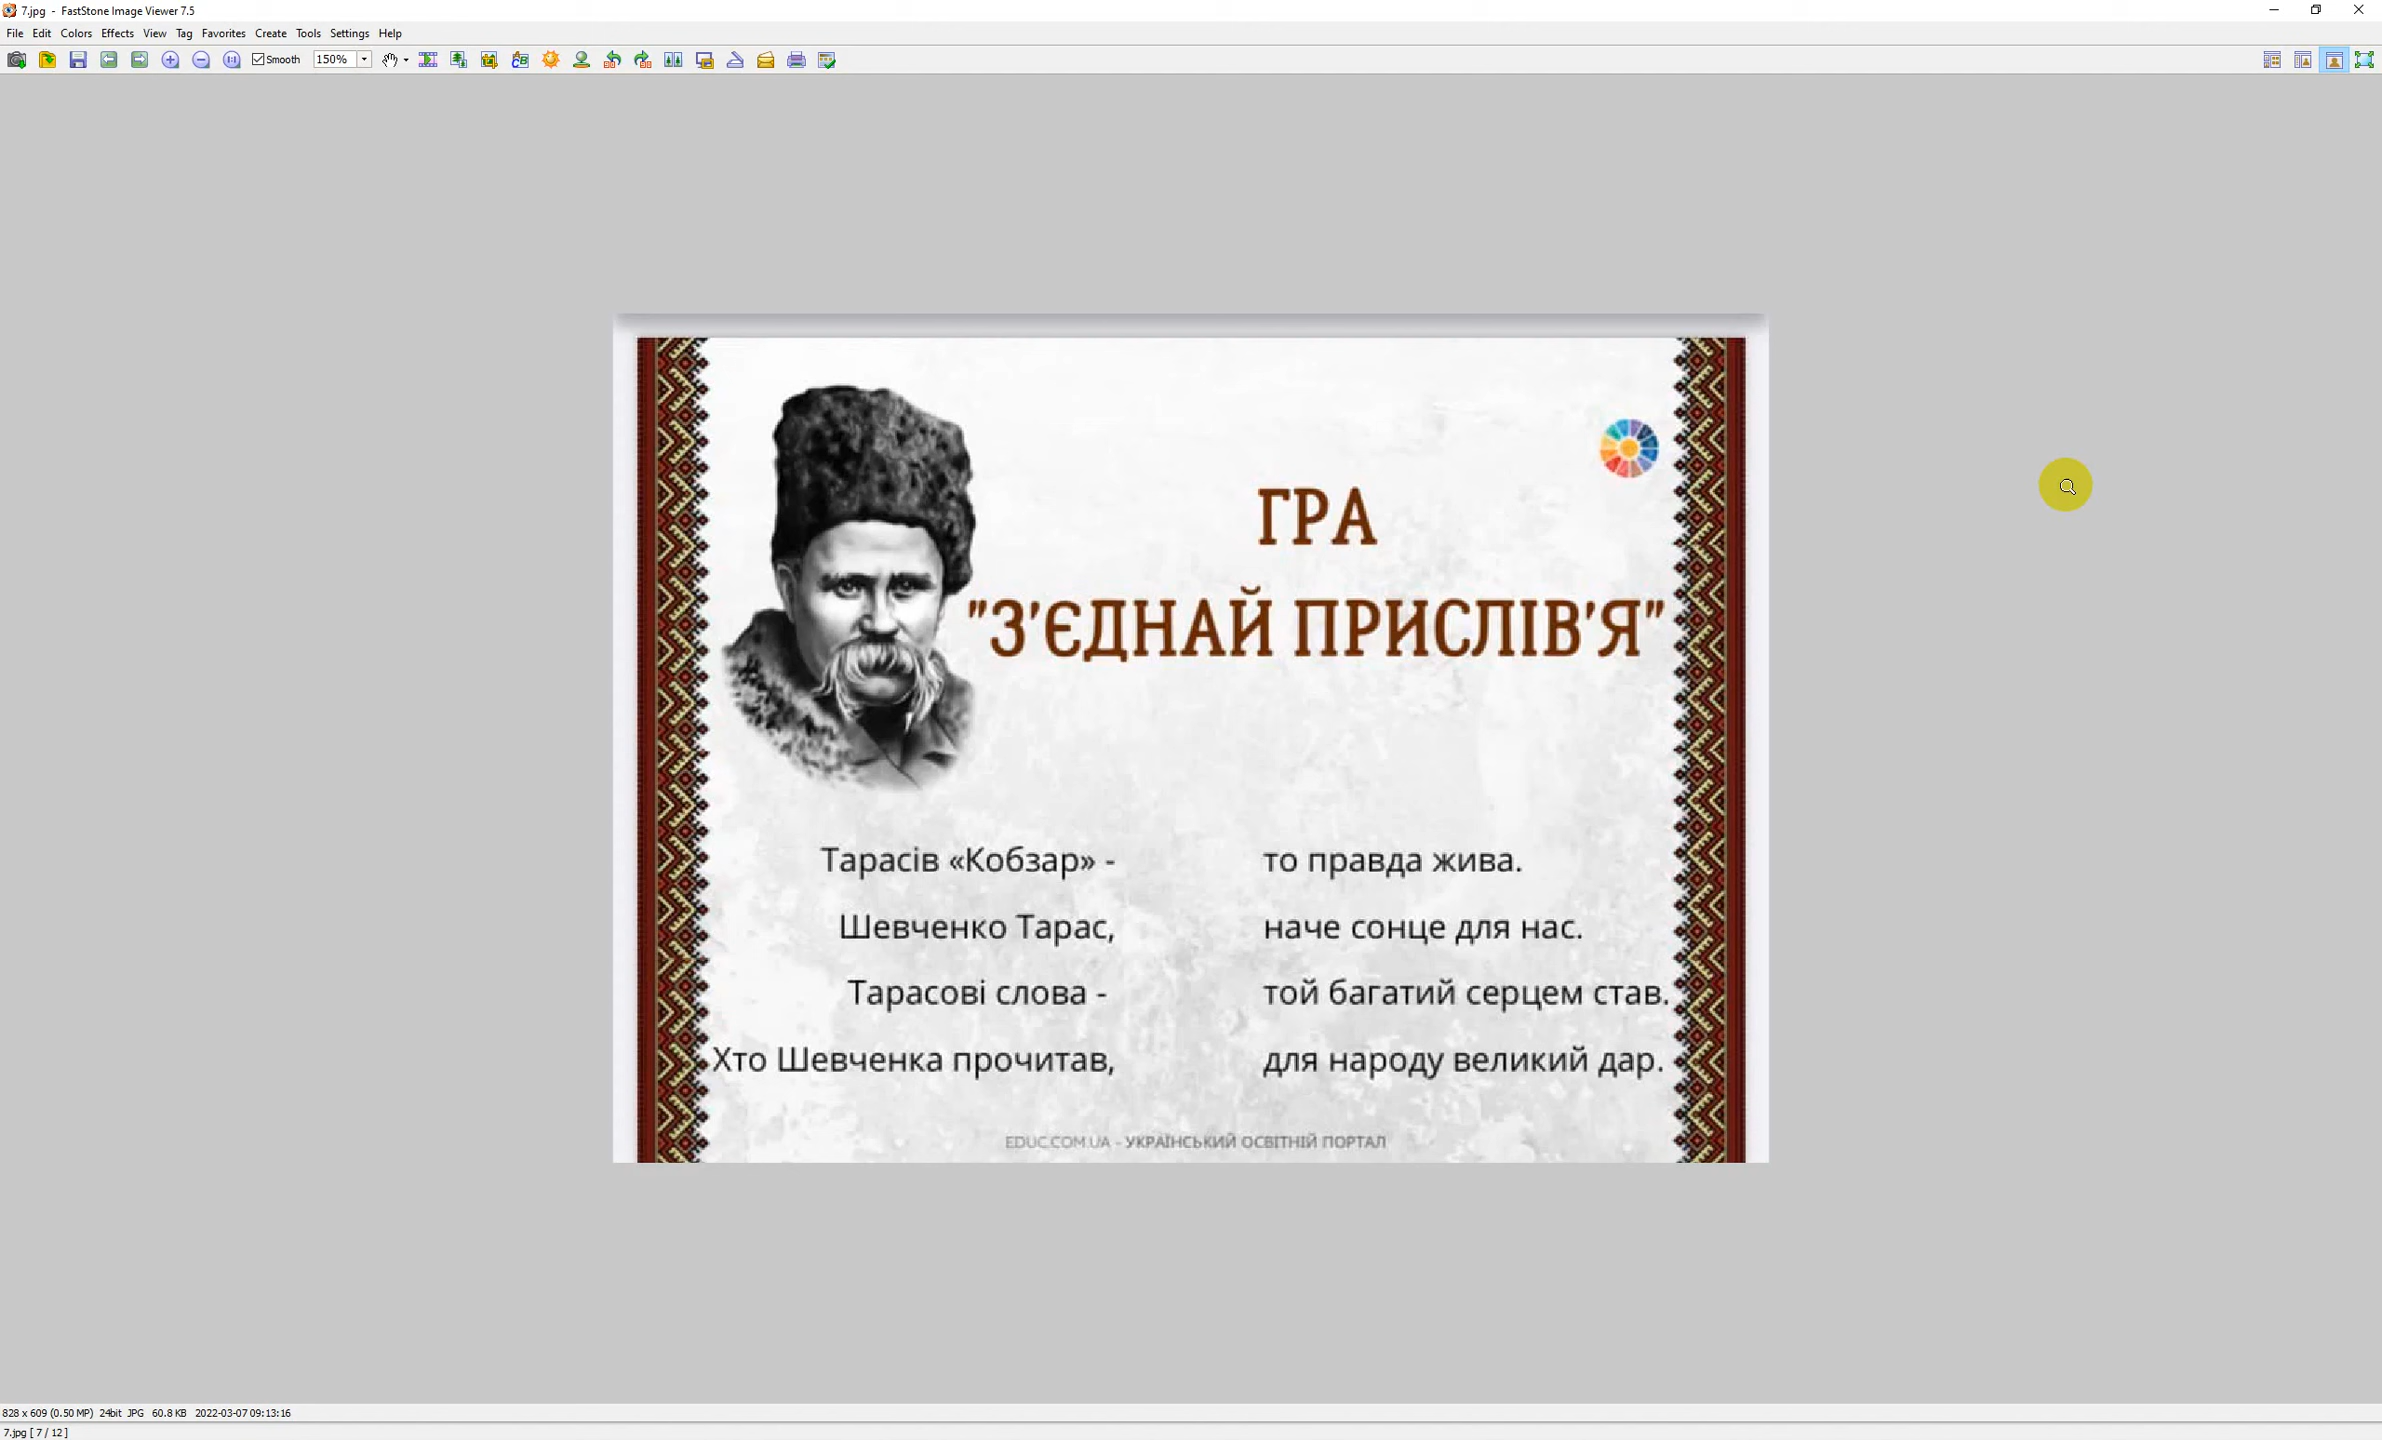 7.jpg - FastStone Image Viewer 7.5
File Edit Colors Effects View Tag Favorites Create Tools Settings Help
Smooth 150%
ГРА
"З'ЄДНАЙ ПРИСЛІВ'Я"
Тарасів «Кобзар» - то правда жива.
Шевченко Тарас, наче сонце для нас.
Тарасові слова - той багатий серцем став.
Хто Шевченка прочитав, для народу великий дар.
EDUC.COM.UA - УКРАЇНСЬКИЙ ОСВІТНІЙ ПОРТАЛ
828 x 609 (0.50 MP) 24bit JPG 60.8 KB 2022-03-07 09:13:16
7.jpg [ 7 / 12 ]